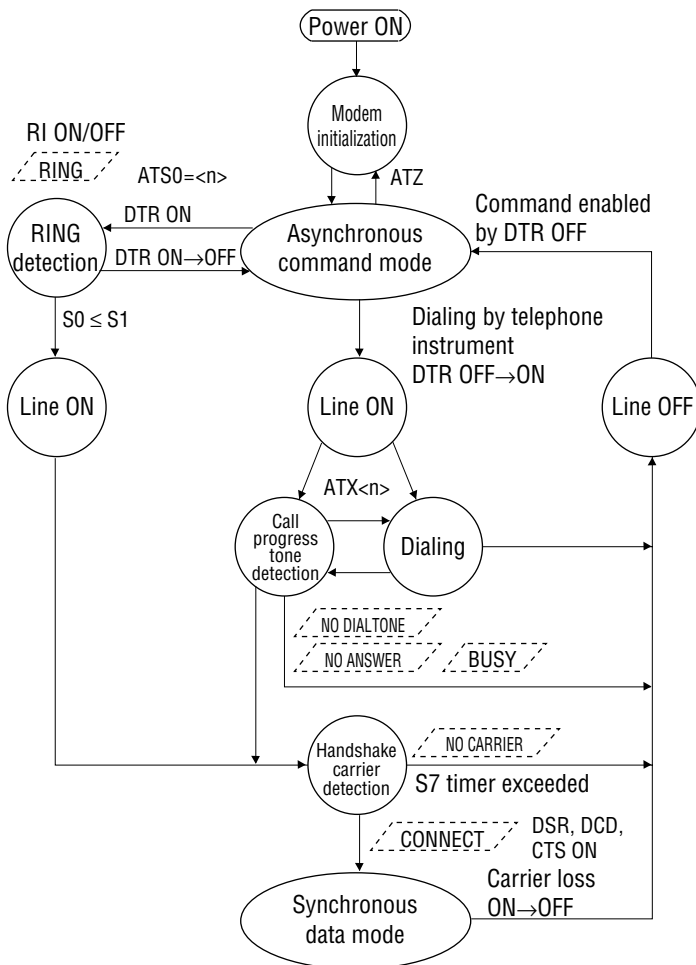 Power ON
Modem
initialization
RI ON/OFF
RING
ATS0=<n>
ATZ
DTR ON
RING
detection
DTR ON→OFF
Asynchronous
command mode
Command enabled
by DTR OFF
S0 ≤ S1
Dialing by telephone
instrument
DTR OFF→ON
Line ON
Line ON
Line OFF
ATX<n>
Call
progress
tone
detection
Dialing
NO DIALTONE
NO ANSWER
BUSY
Handshake
carrier
detection
NO CARRIER
S7 timer exceeded
CONNECT
DSR, DCD,
CTS ON
Carrier loss
ON→OFF
Synchronous
data mode